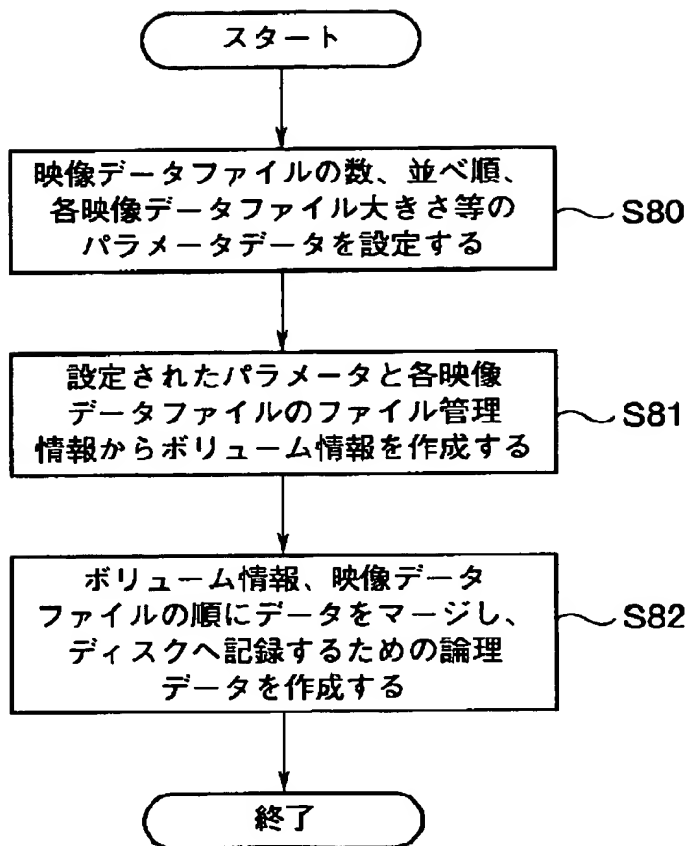 スタート
映像データファイルの数、並べ順、
各映像データファイル大きさ等の
パラメータデータを設定する
S80
設定されたパラメータと各映像
データファイルのファイル管理
情報からボリューム情報を作成する
S81
ボリューム情報、映像データ
ファイルの順にデータをマージし、
ディスクへ記録するための論理
データを作成する
S82
終了